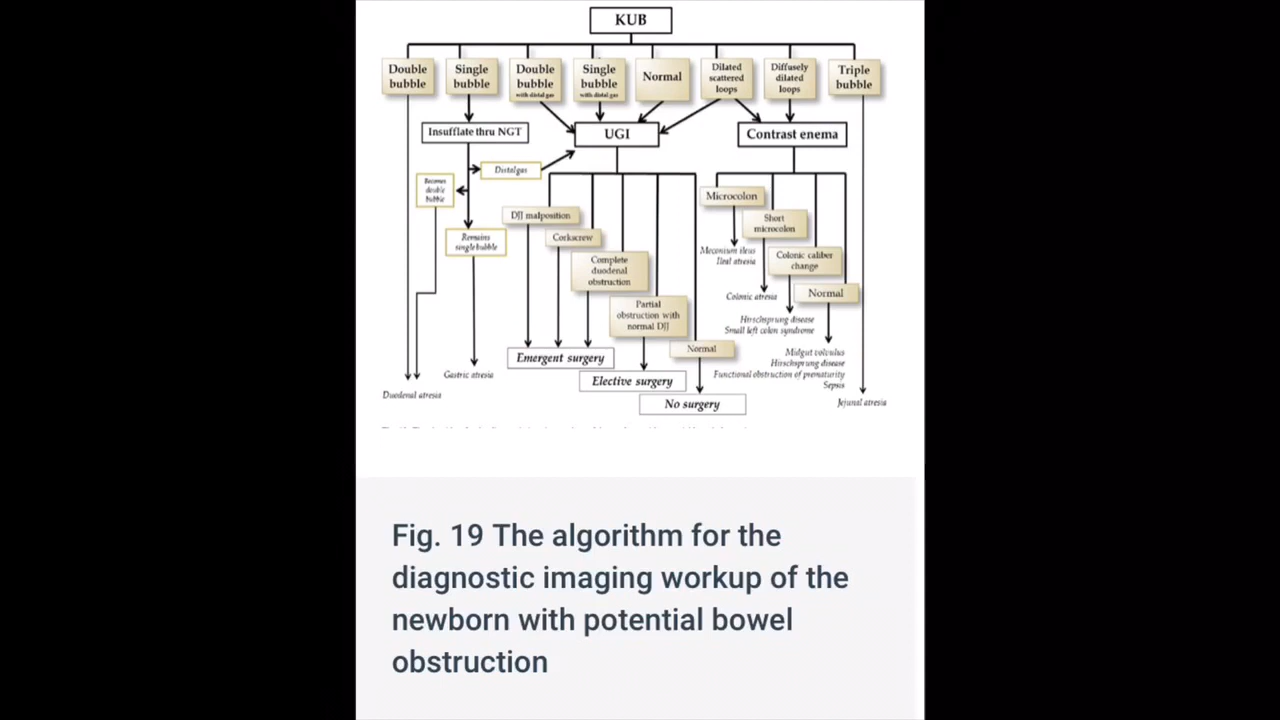 KUB
Double
bubble
Single
bubble
Double
bubble
with distal gas
Single
bubble
with distal gas
Normal
Dilated
scattered
loops
Diffusely
dilated
loops
Triple
bubble
Insufflate thru NGT
UGI
Contrast enema
Distal gas
Becomes
double
bubble
Remains
single bubble
DJJ malposition
Corkscrew
Complete
duodenal
obstruction
Partial
obstruction with
normal DJJ
Normal
Microcolon
Short
microcolon
Meconium ileus
Ileal atresia
Colonic caliber
change
Colonic atresia
Normal
Hirschsprung disease
Small left colon syndrome
Midgut volvulus
Hirschsprung disease
Functional obstruction of prematurity
Sepsis
Emergent surgery
Elective surgery
No surgery
Gastric atresia
Duodenal atresia
Jejunal atresia
Fig. 19 The algorithm for the
diagnostic imaging workup of the
newborn with potential bowel
obstruction